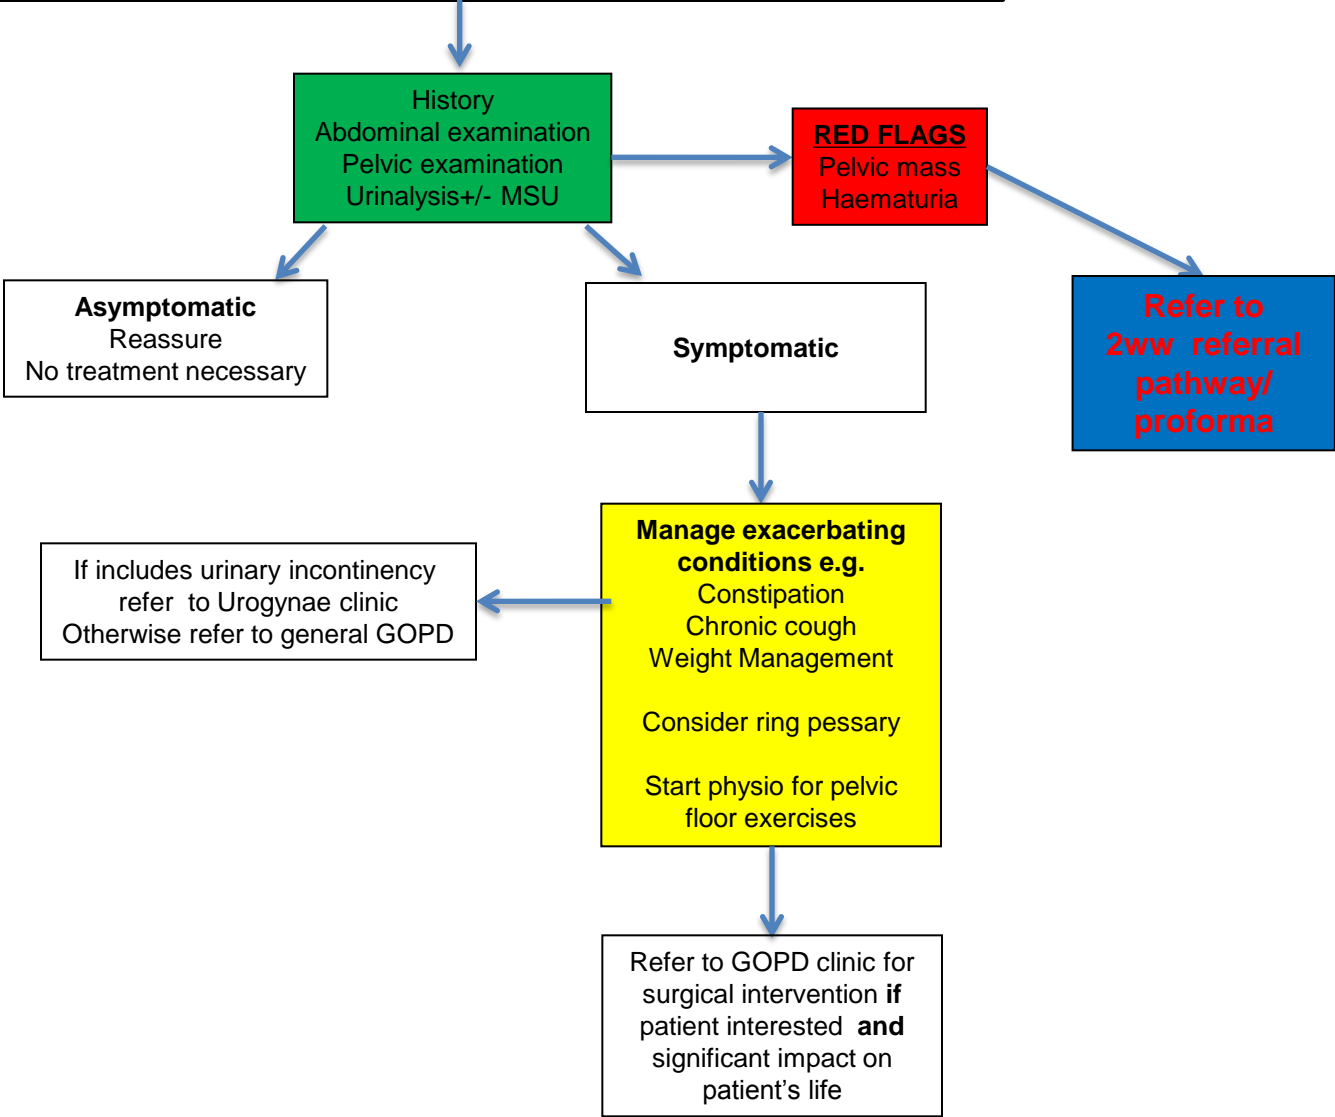 History
Abdominal examination
Pelvic examination
Urinalysis+/- MSU
RED FLAGS
Pelvic mass
Haematuria
Refer to
2ww referral
pathway/
proforma
Asymptomatic
Reassure
No treatment necessary
Symptomatic
Manage exacerbating
conditions e.g.
Constipation
Chronic cough
Weight Management
Consider ring pessary
Start physio for pelvic
floor exercises
If includes urinary incontinency
refer to Urogynae clinic
Otherwise refer to general GOPD
Refer to GOPD clinic for
surgical intervention if
patient interested and
significant impact on
patient’s life